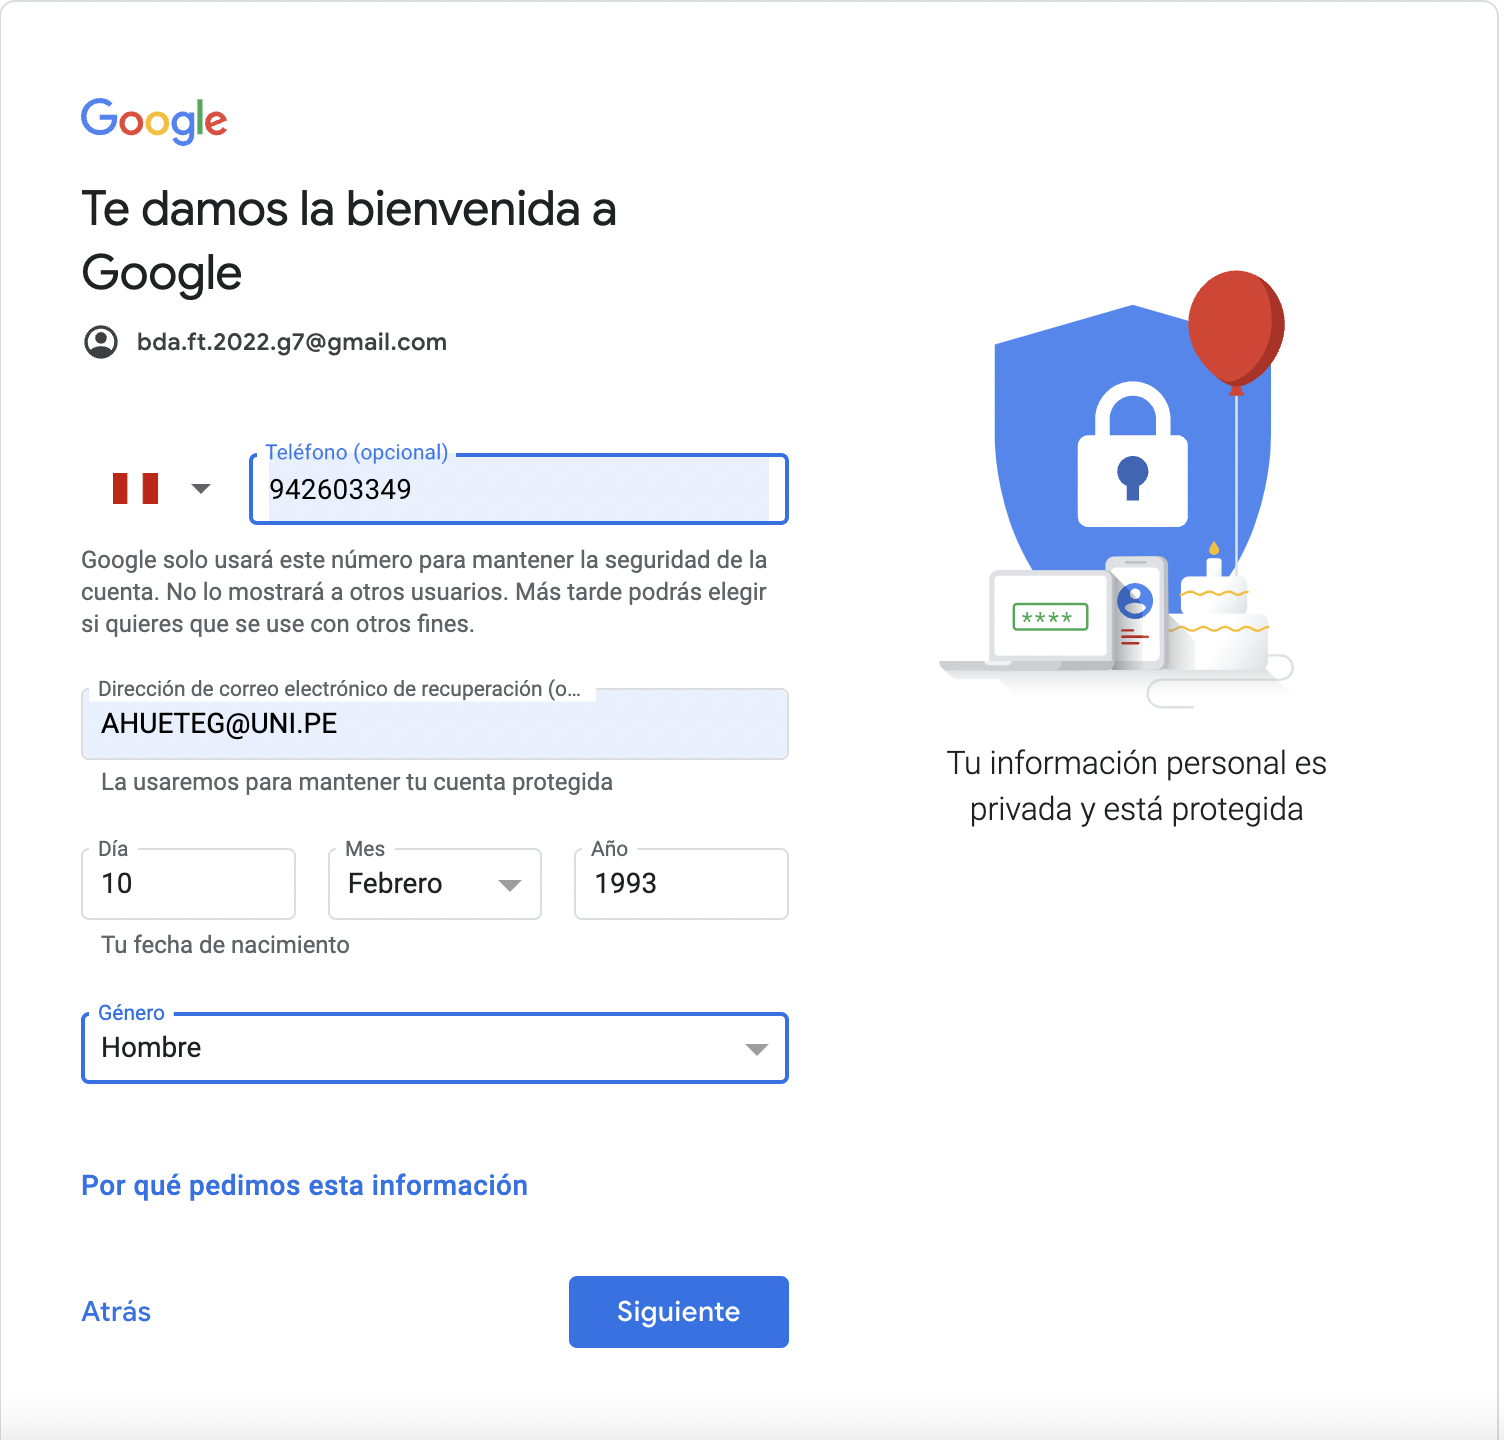 Google
Te damos la bienvenida a
Google
bda.ft.2022.g7@gmail.com
Teléfono (opcional)
942603349
Google solo usará este número para mantener la seguridad de la
cuenta. No lo mostrará a otros usuarios. Más tarde podrás elegir
si quieres que se use con otros fines.
Dirección de correo electrónico de recuperación (o...
AHUETEG@UNI.PE
La usaremos para mantener tu cuenta protegida
Día
10
Mes
Febrero
Año
1993
Tu fecha de nacimiento
Género
Hombre
Por qué pedimos esta información
Atrás
Siguiente
****
Tu información personal es
privada y está protegida